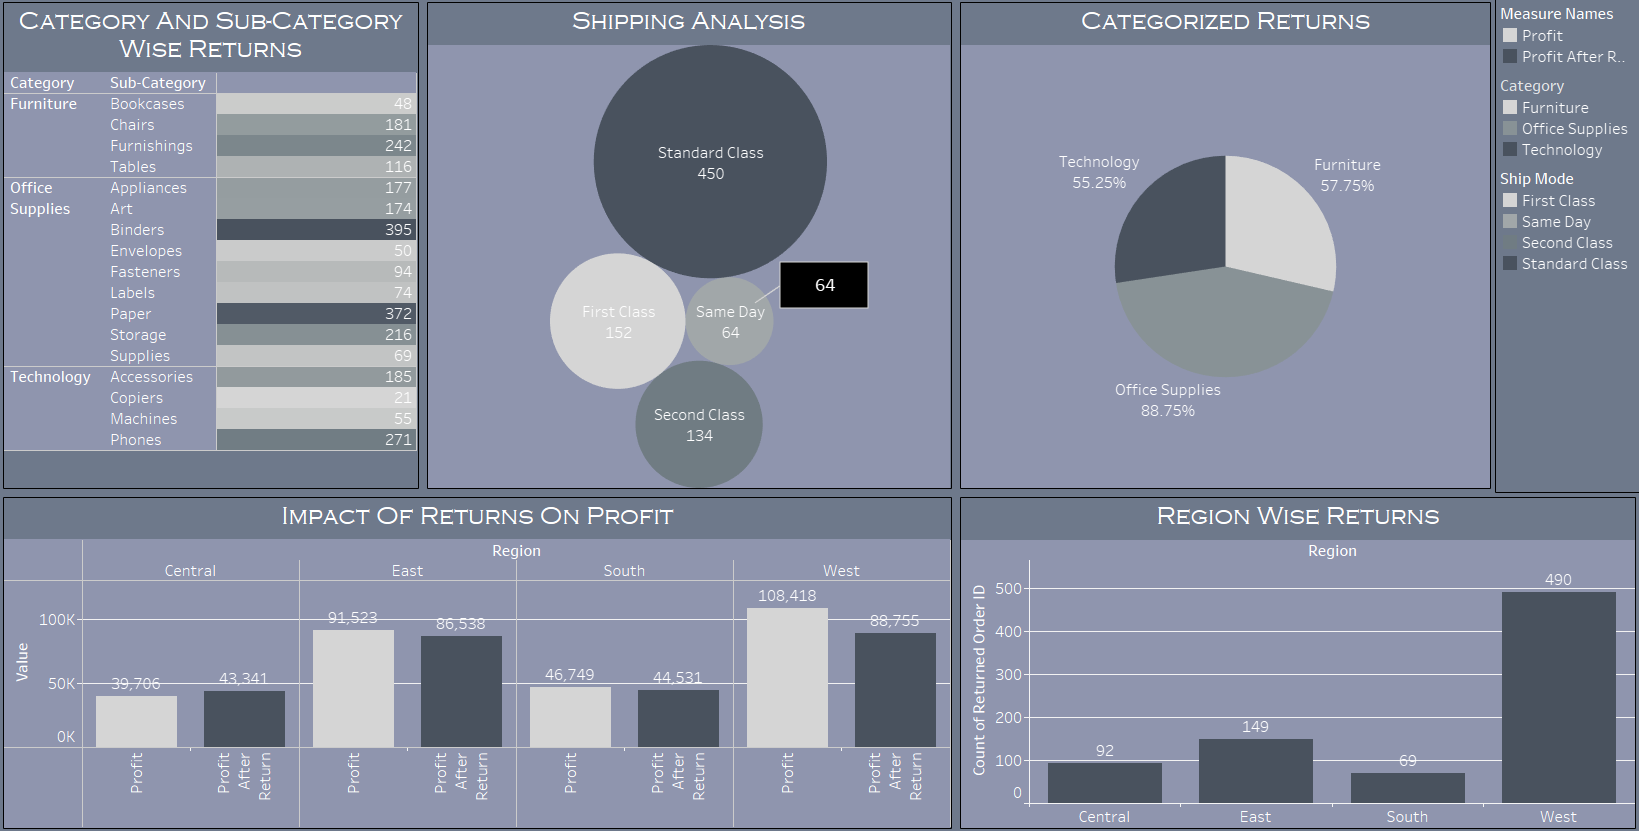 Category And Sub-Category
Wise Returns
Category Sub-Category
Furniture Bookcases 48
Chairs 181
Furnishings 242
Tables 116
Office Appliances 177
Supplies Art 174
Binders 395
Envelopes 50
Fasteners 94
Labels 74
Paper 372
Storage 216
Supplies 69
Technology Accessories 185
Copiers 21
Machines 55
Phones 271
Shipping Analysis
Standard Class
450
First Class
152
Same Day
64
64
Second Class
134
Categorized Returns
Technology
55.25%
Furniture
57.75%
Office Supplies
88.75%
Measure Names
Profit
Profit After R..
Category
Furniture
Office Supplies
Technology
Ship Mode
First Class
Same Day
Second Class
Standard Class
Impact Of Returns On Profit
Region
Central East South West
Value
100K
50K
0K
39,706 43,341 91,523 86,538 46,749 44,531 108,418 88,755
Profit
Profit
After
Return
Profit
Profit
After
Return
Profit
Profit
After
Return
Profit
Profit
After
Return
Region Wise Returns
Region
Count of Returned Order ID
500
400
300
200
100
0
92 149 69 490
Central East South West